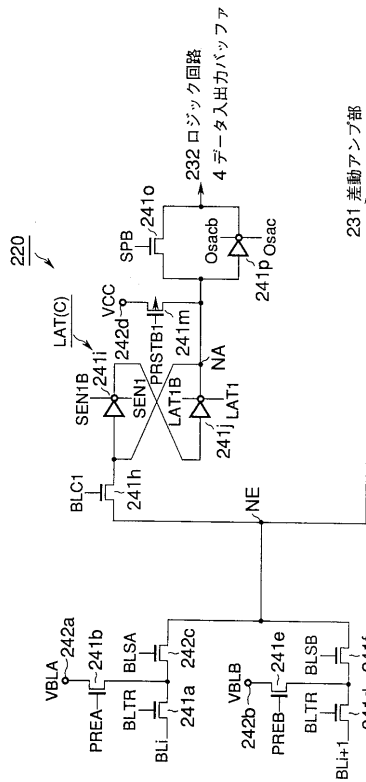 220
LAT(C)
SEN1B
241i
BLC1
241h
SEN1
LAT1B
LAT1
241j
VCC
242d
PRSTB1
241m
NA
SPB
241o
Osacb
Osac
241p
232 ロジック回路
4 データ入出力バッファ
VBLA
242a
PREA
241b
BLTR
241a
BLi
BLSA
242c
NE
VBLB
242b
PREB
241e
BLTR
BLi+1
BLSB
231 差動アンプ部